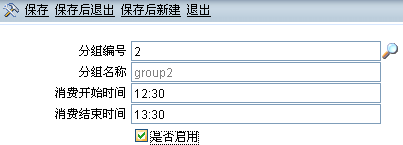 保存 保存后退出 保存后新建 退出
分组编号 2
分组名称 group2
消费开始时间 12:30
消费结束时间 13:30
是否启用